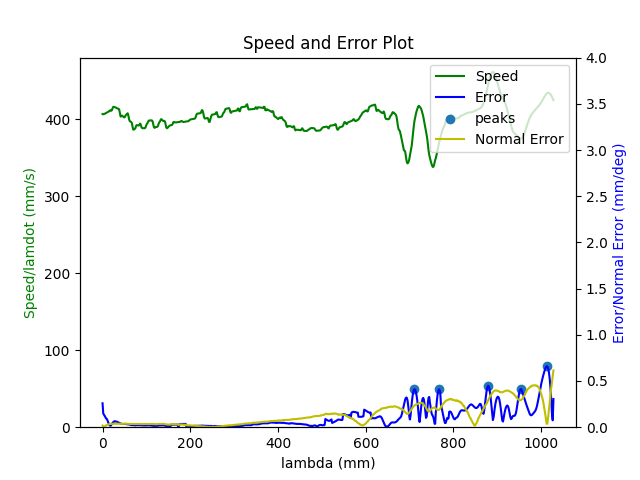 Speed and Error Plot
Speed
Error
peaks
Normal Error
Speed/lamdot (mm/s)
400
300
200
100
0
4.0
3.5
3.0
2.5
2.0
1.5
1.0
0.5
0.0
Error/Normal Error (mm/deg)
0 200 400 600 800 1000
lambda (mm)